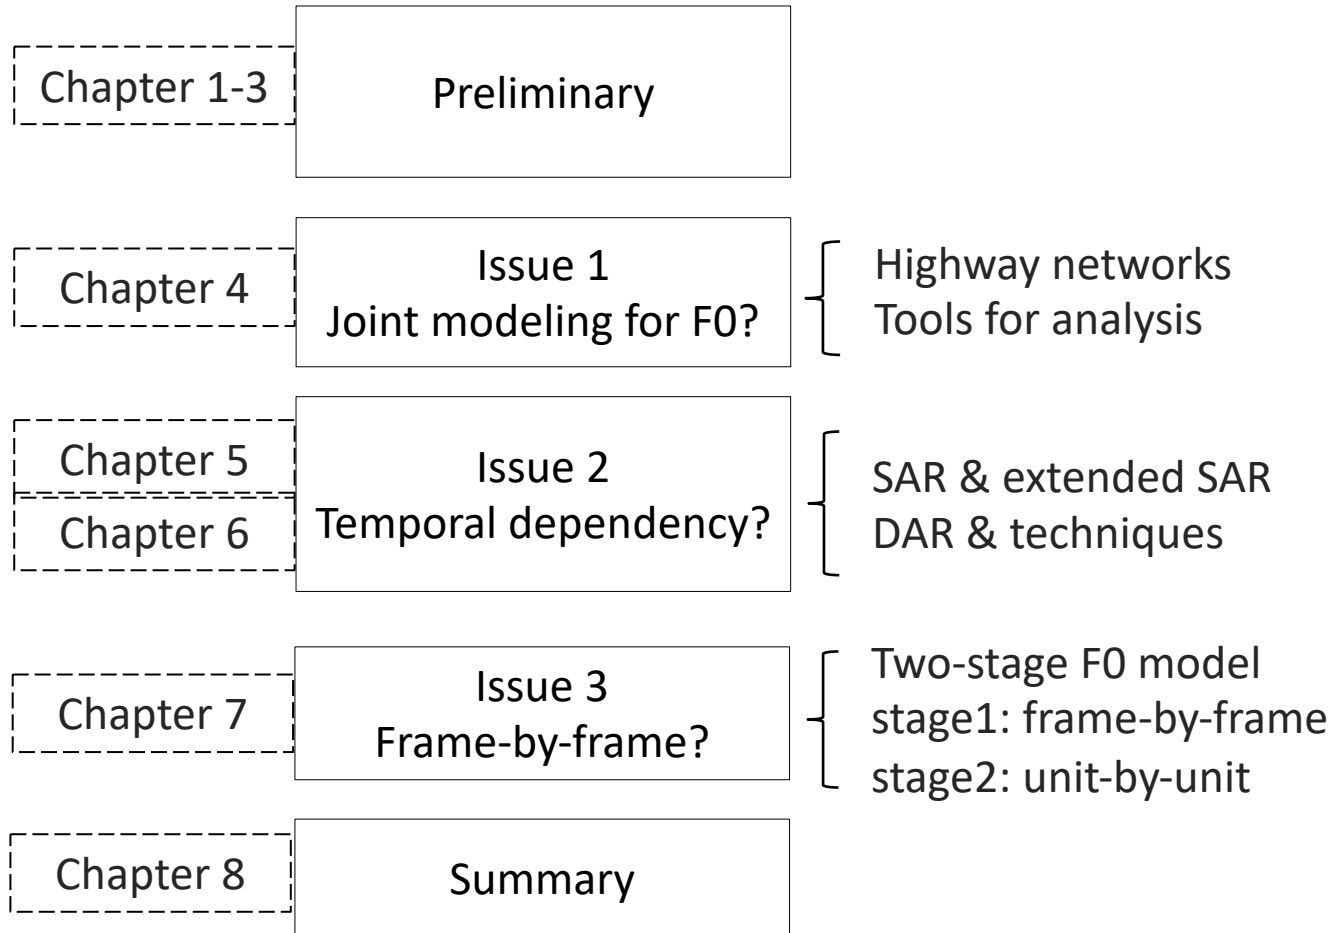 Chapter 1-3
Preliminary
Chapter 4
Issue 1
Joint modeling for F0?
Highway networks
Tools for analysis
Chapter 5
Chapter 6
Issue 2
Temporal dependency?
SAR & extended SAR
DAR & techniques
Chapter 7
Issue 3
Frame-by-frame?
Two-stage F0 model
stage1: frame-by-frame
stage2: unit-by-unit
Chapter 8
Summary